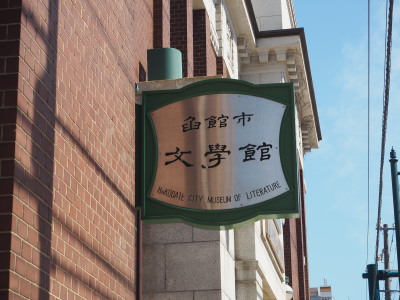 函館市
文學館
HAKODATE CITY MUSEUM OF LITERATURE